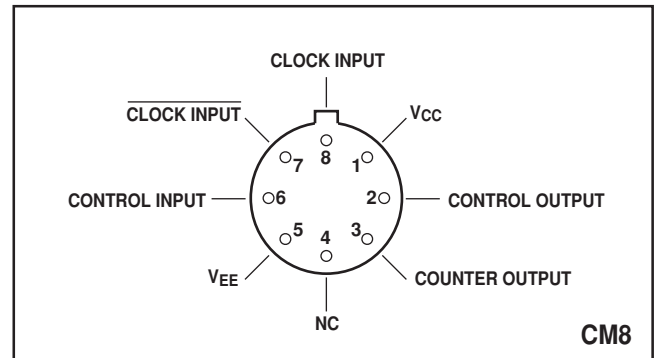 CLOCK INPUT
CLOCK INPUT
VCC
8
7
1
CONTROL INPUT
6
2
CONTROL OUTPUT
5
4
3
VEE
COUNTER OUTPUT
NC
CM8